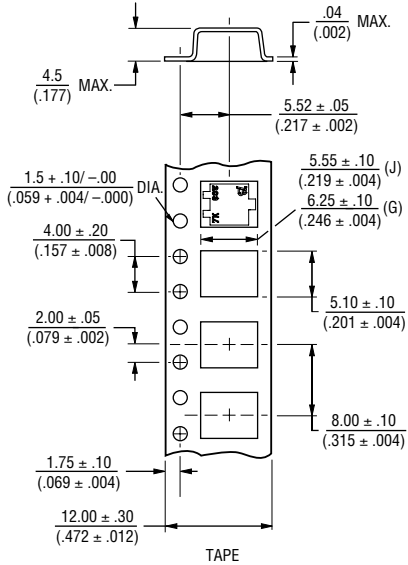 .04
(.002)
MAX.
4.5
(.177)
MAX.
5.52 ± .05
(.217 ± .002)
1.5 + .10/ –.00
(.059 + .004/ –.000)
DIA.
5.55 ± .10
(.219 ± .004)
(J)
6.25 ± .10
(.246 ± .004)
(G)
4.00 ± .20
(.157 ± .008)
5.10 ± .10
(.201 ± .004)
2.00 ± .05
(.079 ± .002)
8.00 ± .10
(.315 ± .004)
1.75 ± .10
(.069 ± .004)
12.00 ± .30
(.472 ± .012)
TAPE